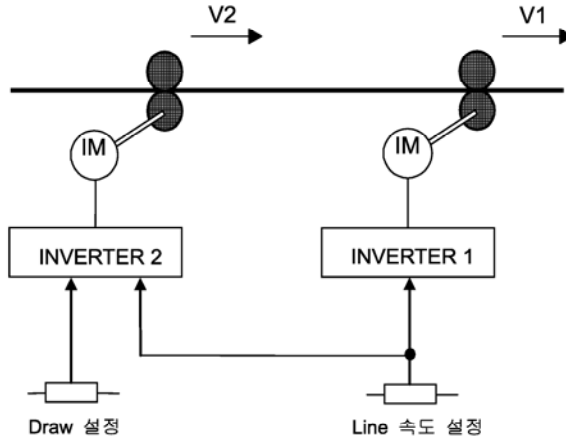 V2
V1
IM
IM
INVERTER 2
INVERTER 1
Draw 설정
Line 속도 설정